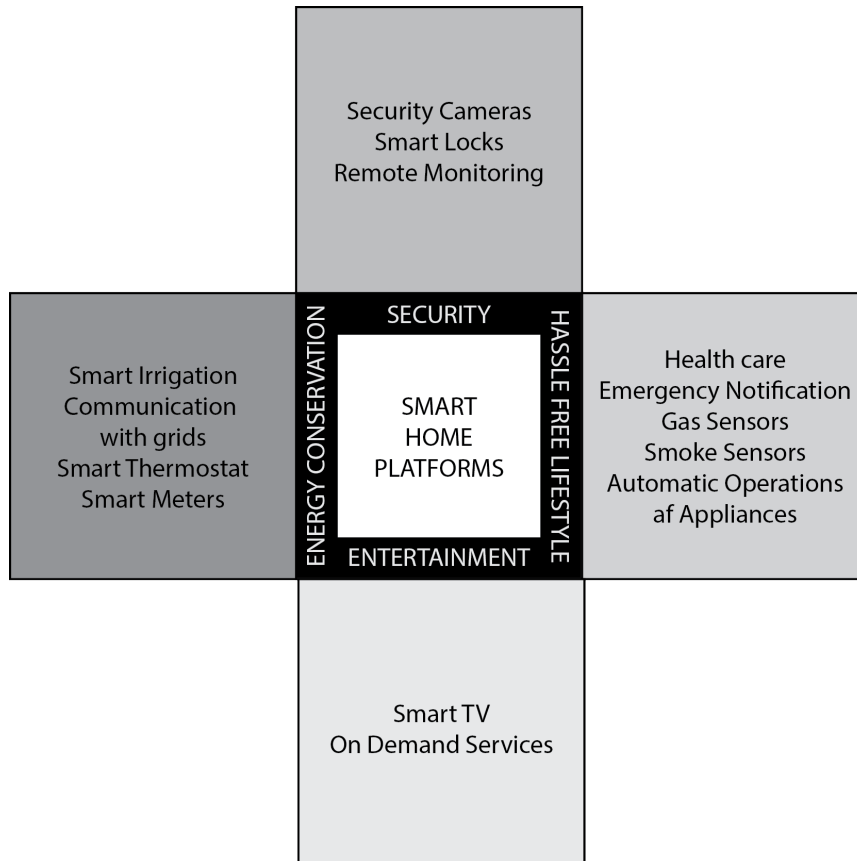 Security Cameras
Smart Locks
Remote Monitoring
SECURITY
ENERGY CONSERVATION
HASSLE FREE LIFESTYLE
Smart Irrigation
Communication
with grids
Smart Thermostat
Smart Meters
SMART
HOME
PLATFORMS
Health care
Emergency Notification
Gas Sensors
Smoke Sensors
Automatic Operations
af Appliances
ENTERTAINMENT
Smart TV
On Demand Services